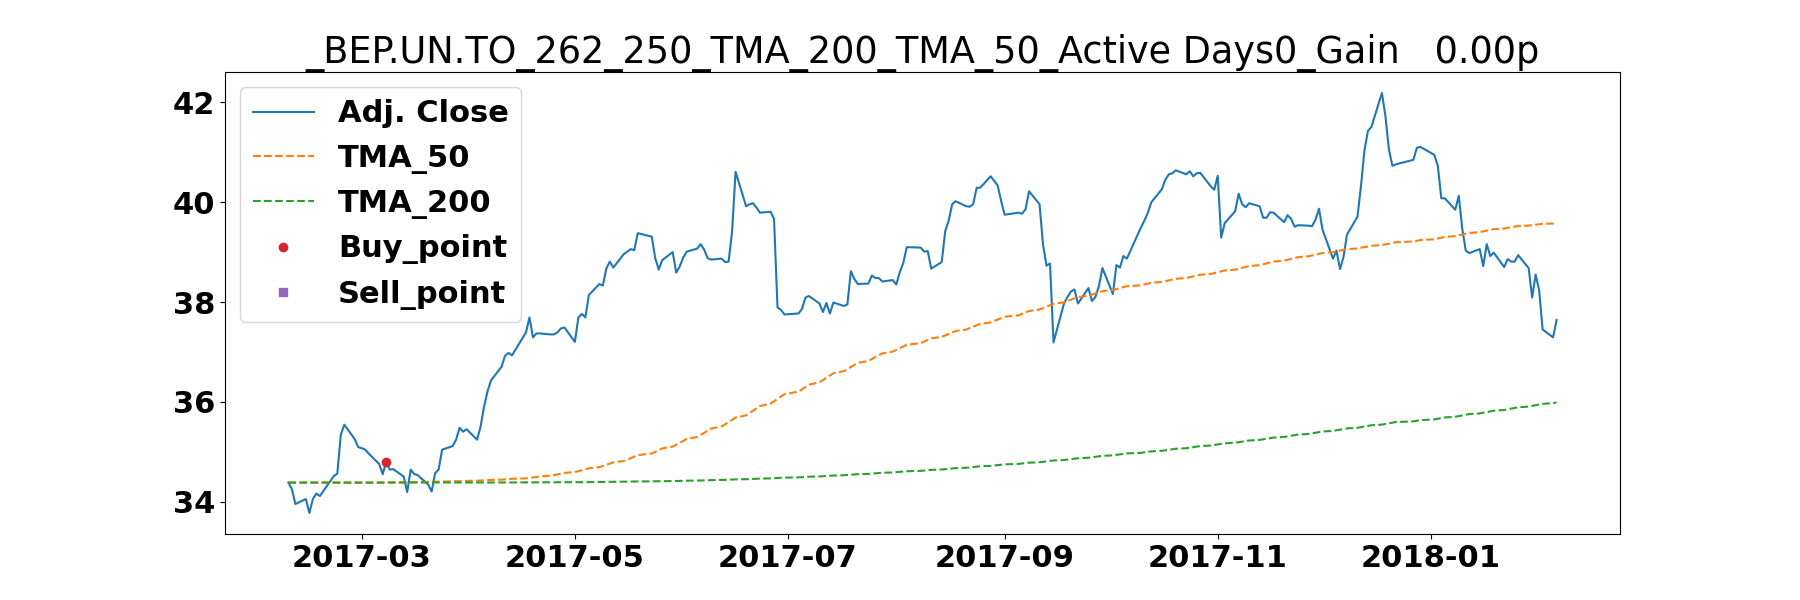 _BEP.UN.TO_262_250_TMA_200_TMA_50_Active Days0_Gain   0.00p
42
40
38
36
34
Adj. Close
TMA_50
TMA_200
Buy_point
Sell_point
2017-03 2017-05 2017-07 2017-09 2017-11 2018-01